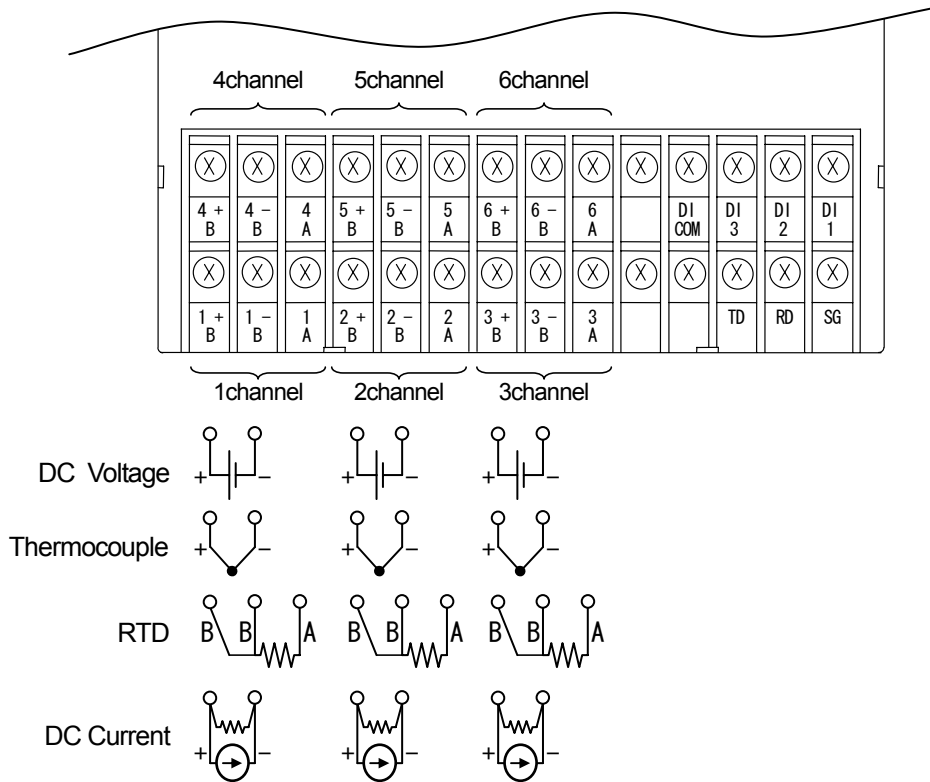 4channel 5channel 6channel
4 + 4 − 4 5 + 5 − 5 6 + 6 − 6 DI DI DI DI
B B A B B A B B A COM 3 2 1
1 + 1 − 1 2 + 2 − 2 3 + 3 − 3 TD RD SG
B B A B B A B B A
1channel 2channel 3channel
DC Voltage + − + − + −
Thermocouple + − + − + −
RTD B B A B B A B B A
DC Current + − + − + −